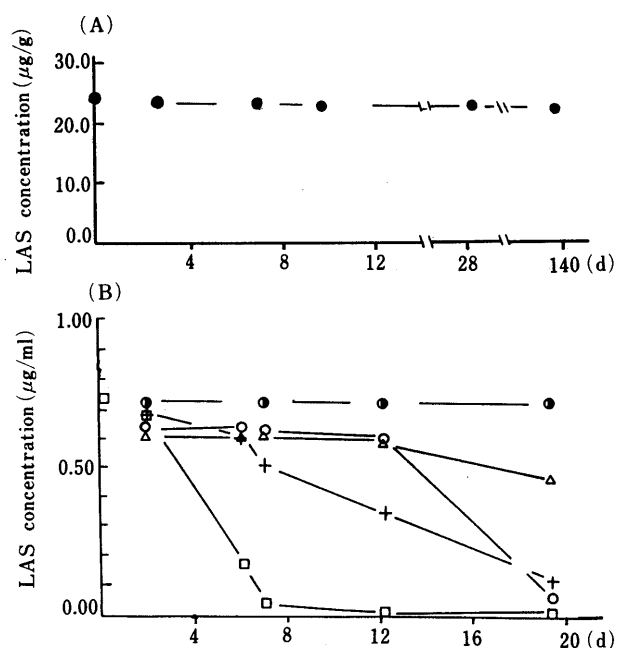 (A)
LAS concentration (μg/g)
30.0
20.0
10.0
0.0
4 8 12 28 140 (d)
(B)
LAS concentration (μg/ml)
1.00
0.50
0.00
4 8 12 16 20 (d)